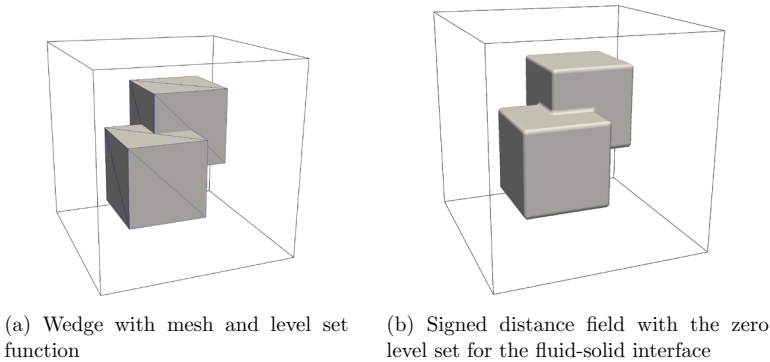 (a) Wedge with mesh and level set
function
(b) Signed distance field with the zero
level set for the fluid-solid interface